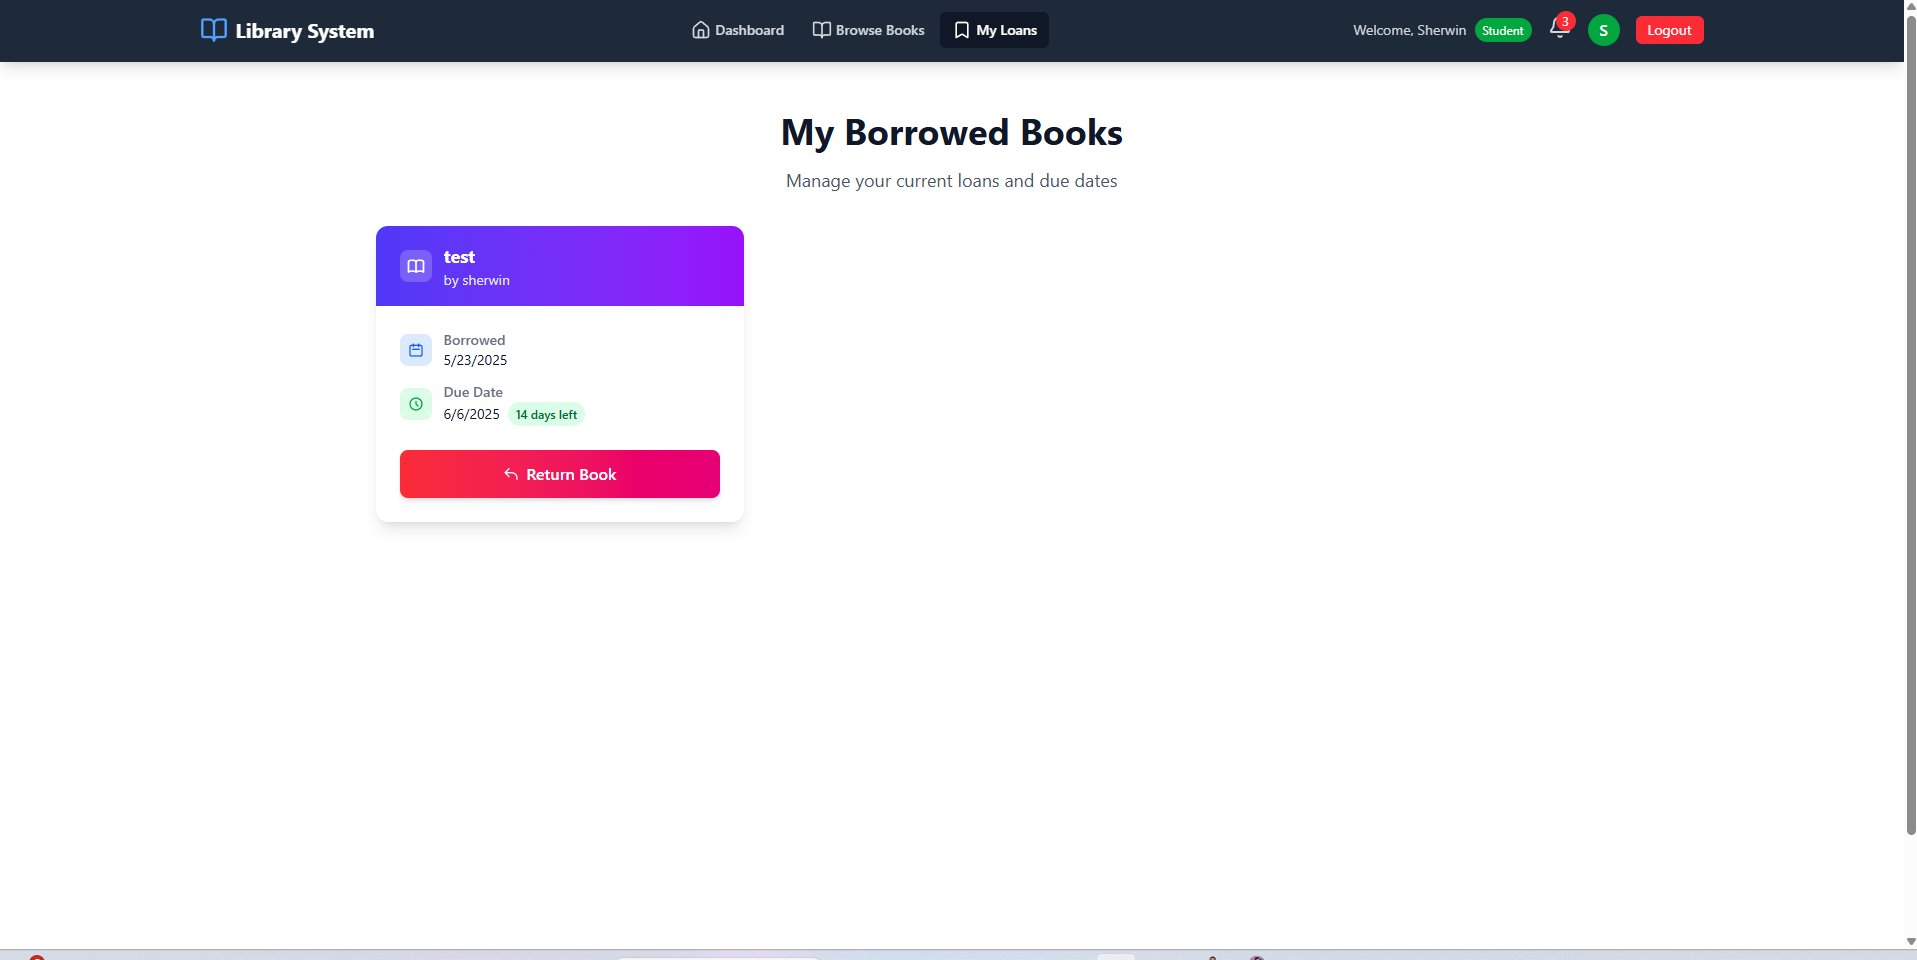 Library System
Dashboard
Browse Books
My Loans
Welcome, Sherwin
Student
3
S
Logout
My Borrowed Books
Manage your current loans and due dates
test
by sherwin
Borrowed
5/23/2025
Due Date
6/6/2025 14 days left
Return Book